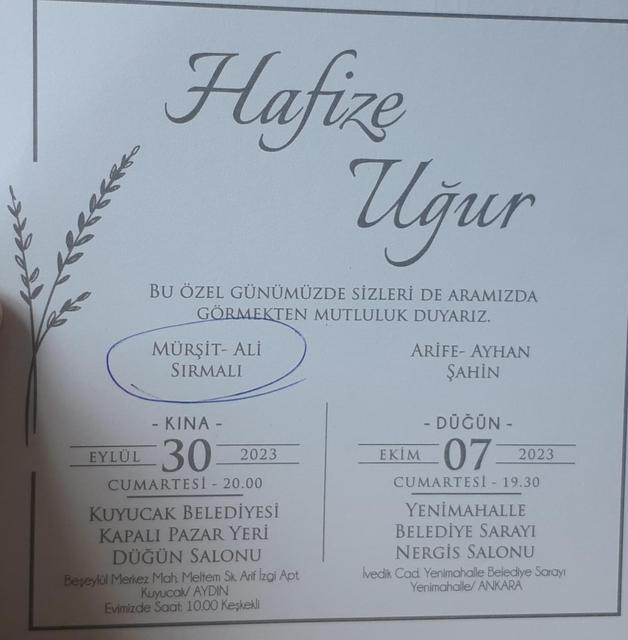 Hafize
Uğur
BU ÖZEL GÜNÜMÜZDE SİZLERİ DE ARAMIZDA
GÖRMEKTEN MUTLULUK DUYARIZ.
MÜRŞİT- ALİ
SIRMALI
ARİFE- AYHAN
ŞAHİN
- KINA -
EYLÜL 30 2023
CUMARTESİ - 20.00
KUYUCAK BELEDİYESİ
KAPALI PAZAR YERİ
DÜĞÜN SALONU
Beşeylül Merkez Mah. Meltem Sk. Arif İzgi Apt
Kuyucak/ AYDIN
Evimizde Saat: 10.00 Keşkekli
- DÜĞÜN -
EKİM 07 2023
CUMARTESİ - 19.30
YENİMAHALLE
BELEDİYE SARAYI
NERGİS SALONU
İvedik Cad. Yenimahalle Belediye Sarayı
Yenimahalle/ ANKARA